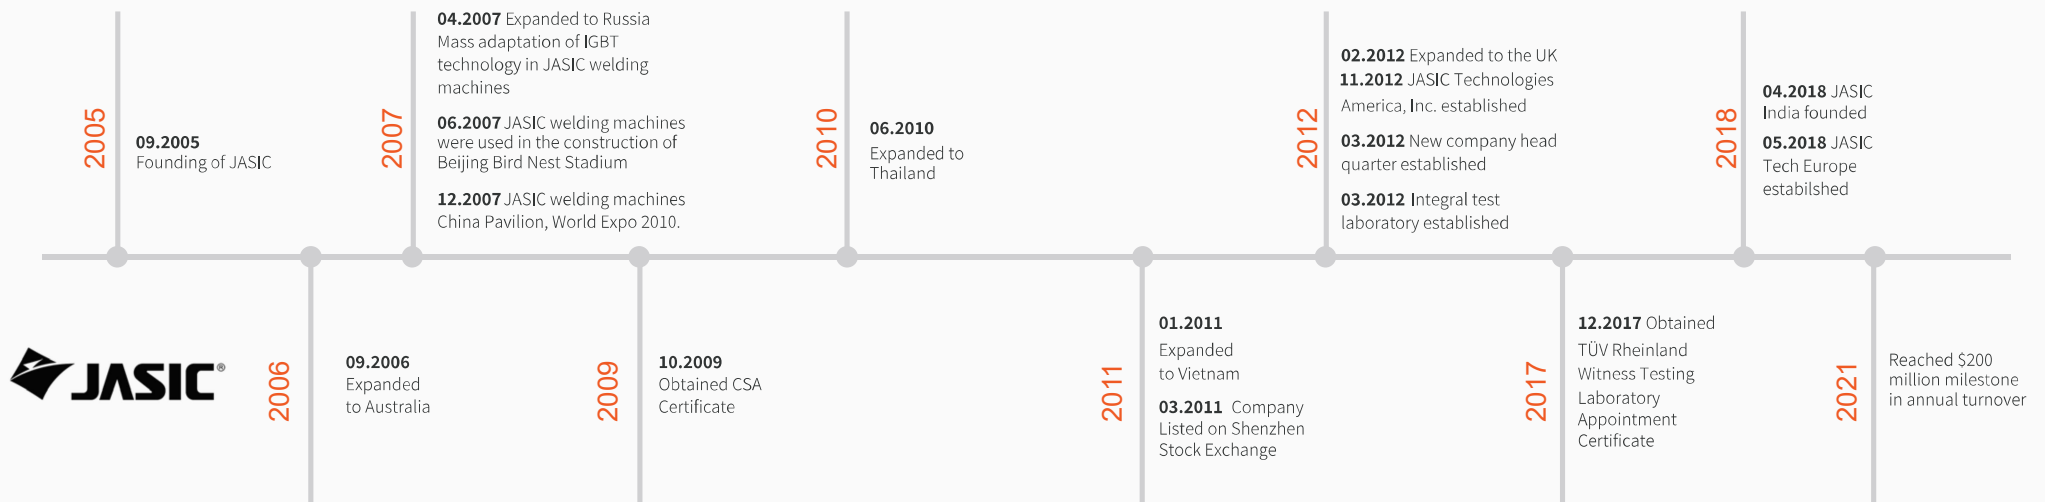 2005
09.2005
Founding of JASIC
2006
09.2006
Expanded
to Australia
2007
04.2007 Expanded to Russia
Mass adaptation of IGBT
technology in JASIC welding
machines
06.2007 JASIC welding machines
were used in the construction of
Beijing Bird Nest Stadium
12.2007 JASIC welding machines
China Pavilion, World Expo 2010.
2009
10.2009
Obtained CSA
Certificate
2010
06.2010
Expanded to
Thailand
2011
01.2011
Expanded
to Vietnam
03.2011 Company
Listed on Shenzhen
Stock Exchange
2012
02.2012 Expanded to the UK
11.2012 JASIC Technologies
America, Inc. established
03.2012 New company head
quarter established
03.2012 Integral test
laboratory established
2017
12.2017 Obtained
TÜV Rheinland
Witness Testing
Laboratory
Appointment
Certificate
2018
04.2018 JASIC
India founded
05.2018 JASIC
Tech Europe
estabilshed
2021
Reached $200
million milestone
in annual turnover
JASIC®